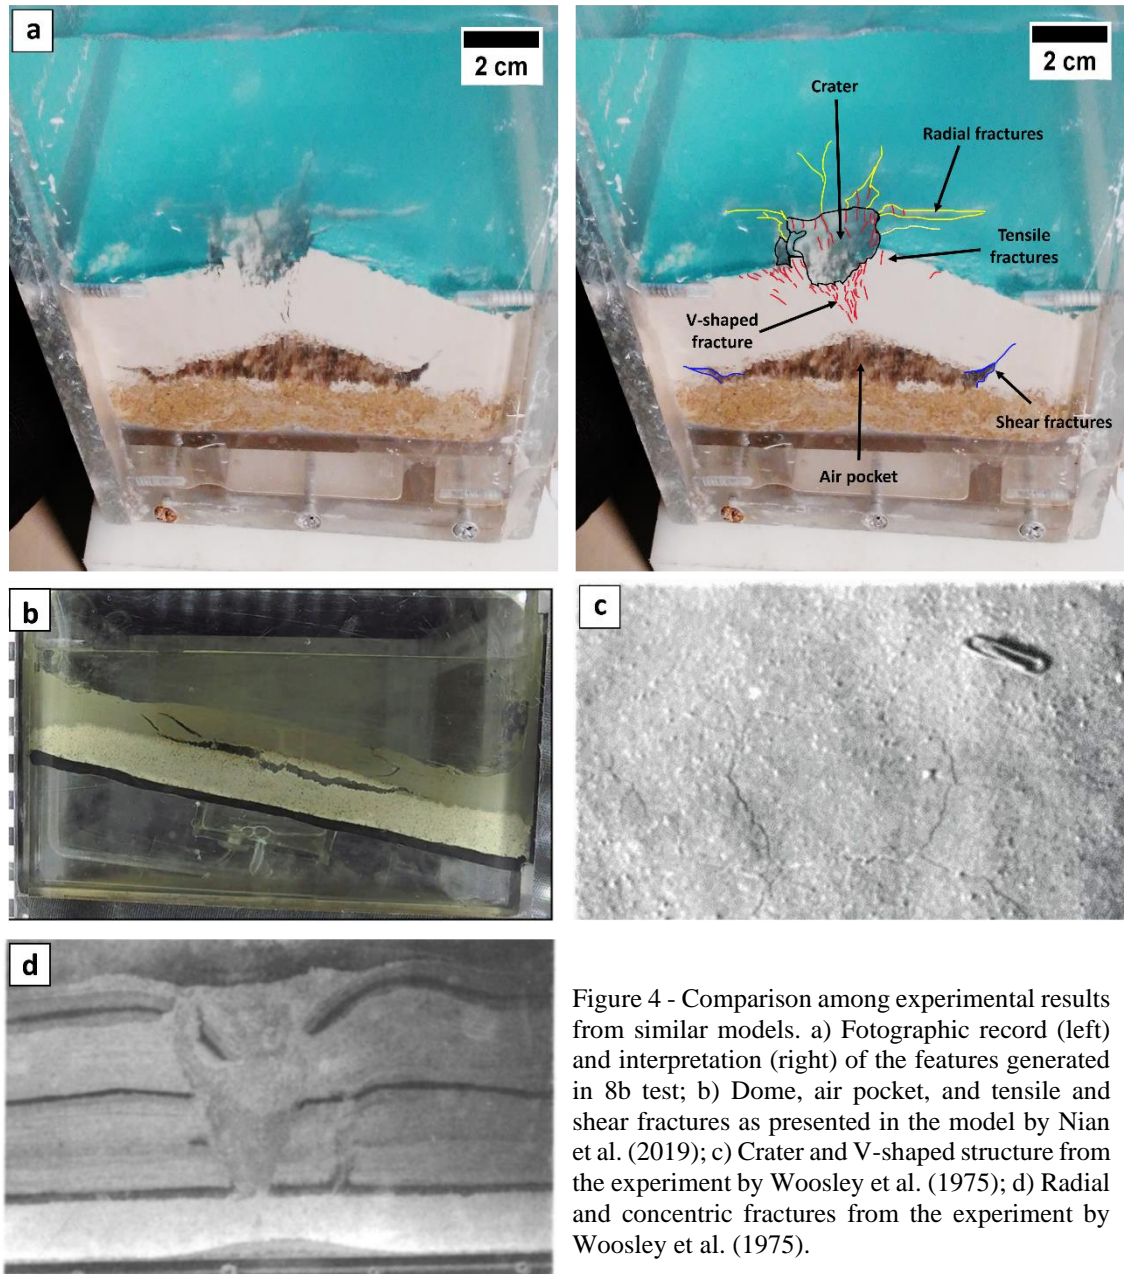 a
2 cm
2 cm
Crater
Radial fractures
Tensile
fractures
V-shaped
fracture
Shear fractures
Air pocket
b
c
d
Figure 4 - Comparison among experimental results
from similar models. a) Fotographic record (left)
and interpretation (right) of the features generated
in 8b test; b) Dome, air pocket, and tensile and
shear fractures as presented in the model by Nian
et al. (2019); c) Crater and V-shaped structure from
the experiment by Woosley et al. (1975); d) Radial
and concentric fractures from the experiment by
Woosley et al. (1975).